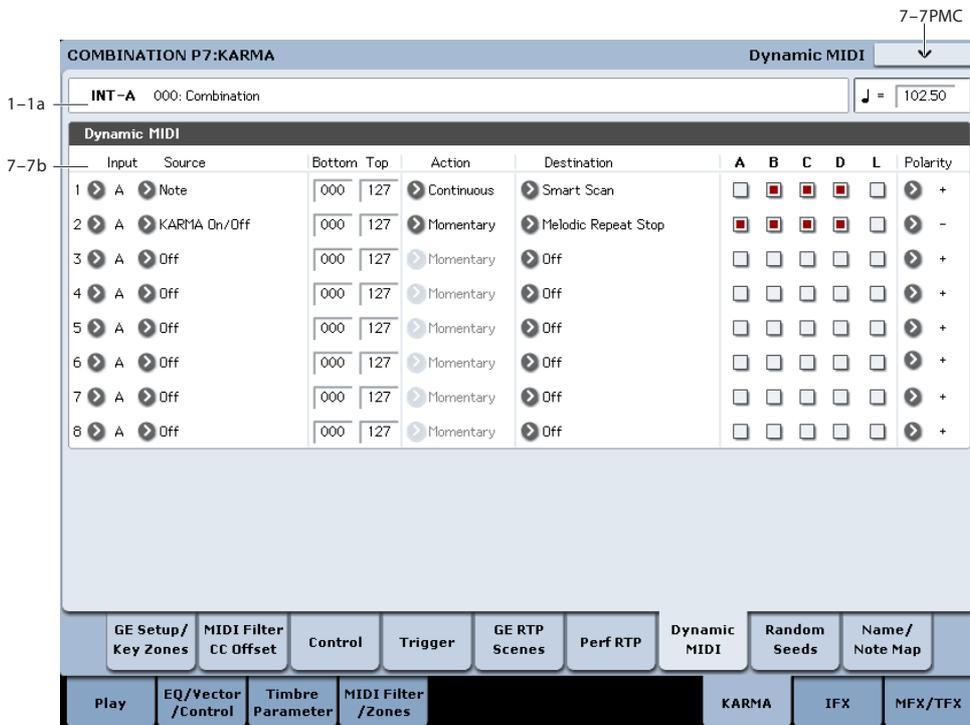 7–7PMC
COMBINATION P7:KARMA Dynamic MIDI
1–1a INT-A 000: Combination ♩ = 102.50
Dynamic MIDI
7–7b Input Source Bottom Top Action Destination A B C D L Polarity
1 A Note 000 127 Continuous Smart Scan +
2 A KARMA On/Off 000 127 Momentary Melodic Repeat Stop -
3 A Off 000 127 Momentary Off +
4 A Off 000 127 Momentary Off +
5 A Off 000 127 Momentary Off +
6 A Off 000 127 Momentary Off +
7 A Off 000 127 Momentary Off +
8 A Off 000 127 Momentary Off +
GE Setup/ Key Zones
MIDI Filter CC Offset
Control
Trigger
GE RTP Scenes
Perf RTP
Dynamic MIDI
Random Seeds
Name/ Note Map
Play
EQ/Vector /Control
Timbre Parameter
MIDI Filter /Zones
KARMA
IFX
MFX/TFX